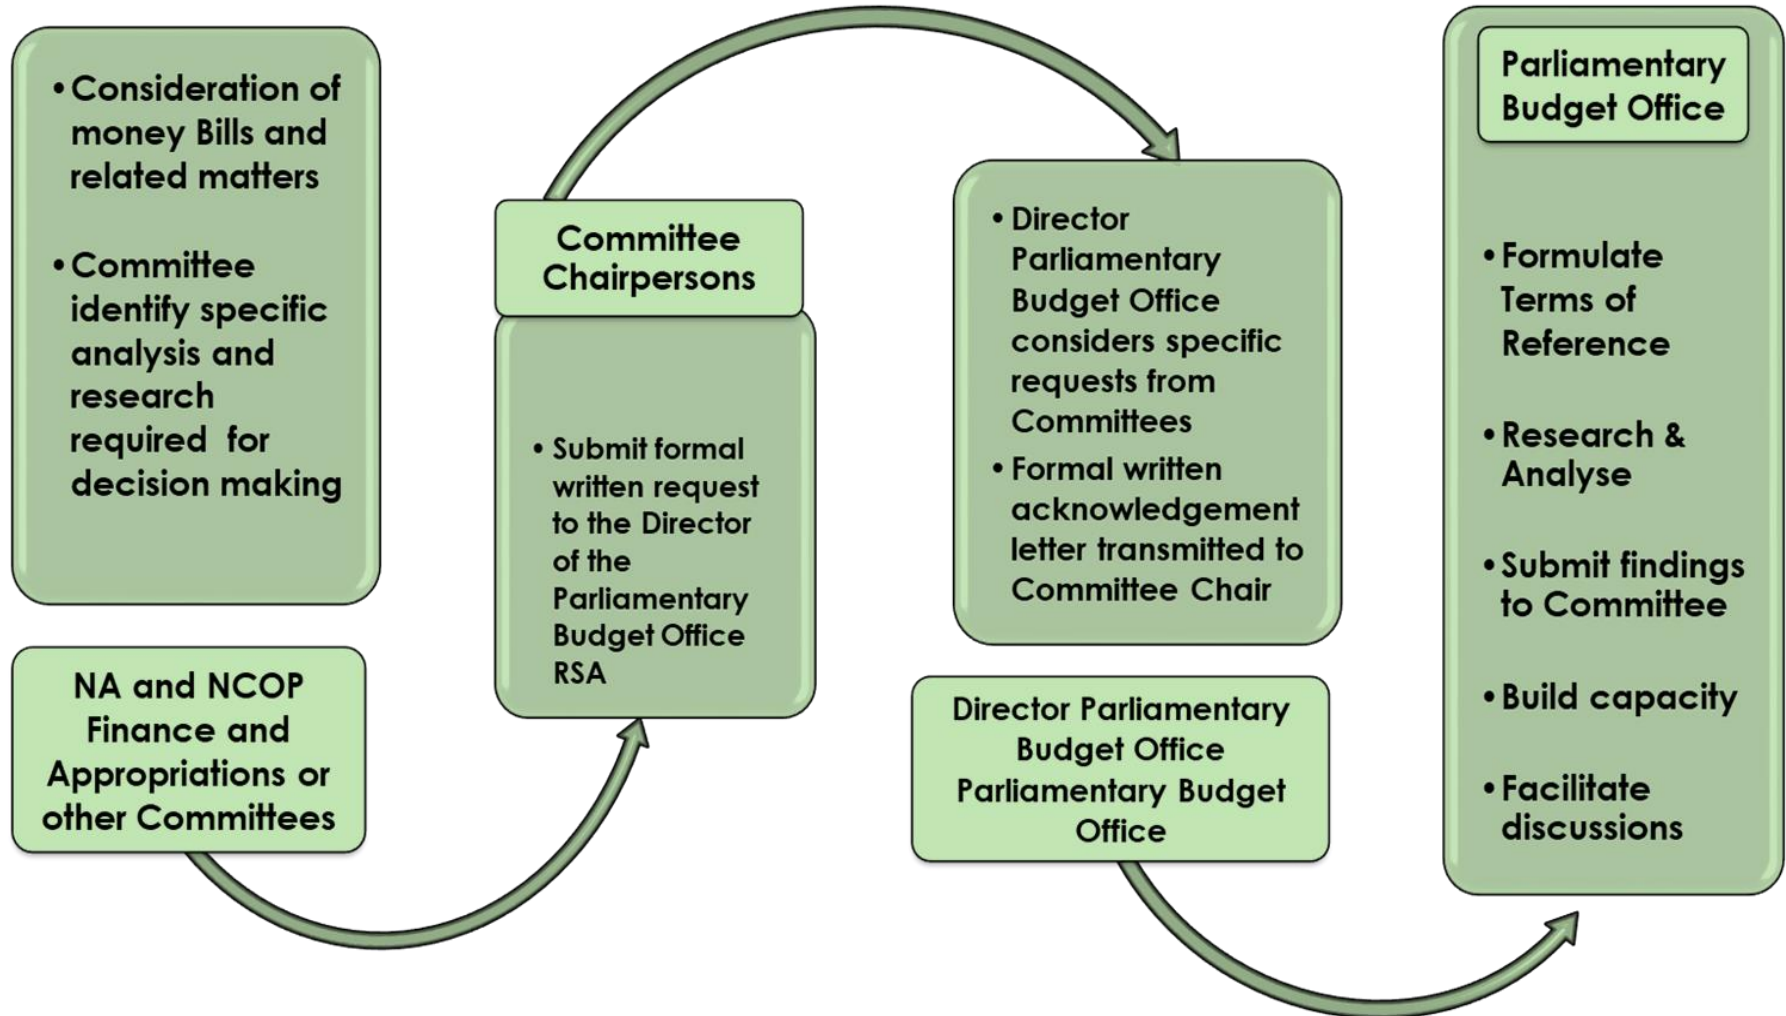 • Consideration of
money Bills and
related matters
• Committee
identify specific
analysis and
research
required for
decision making
NA and NCOP
Finance and
Appropriations or
other Committees
Committee
Chairpersons
• Submit formal
written request
to the Director
of the
Parliamentary
Budget Office
RSA
• Director
Parliamentary
Budget Office
considers specific
requests from
Committees
• Formal written
acknowledgement
letter transmitted to
Committee Chair
Director Parliamentary
Budget Office
Parliamentary Budget
Office
Parliamentary
Budget Office
• Formulate
Terms of
Reference
• Research &
Analyse
• Submit findings
to Committee
• Build capacity
• Facilitate
discussions